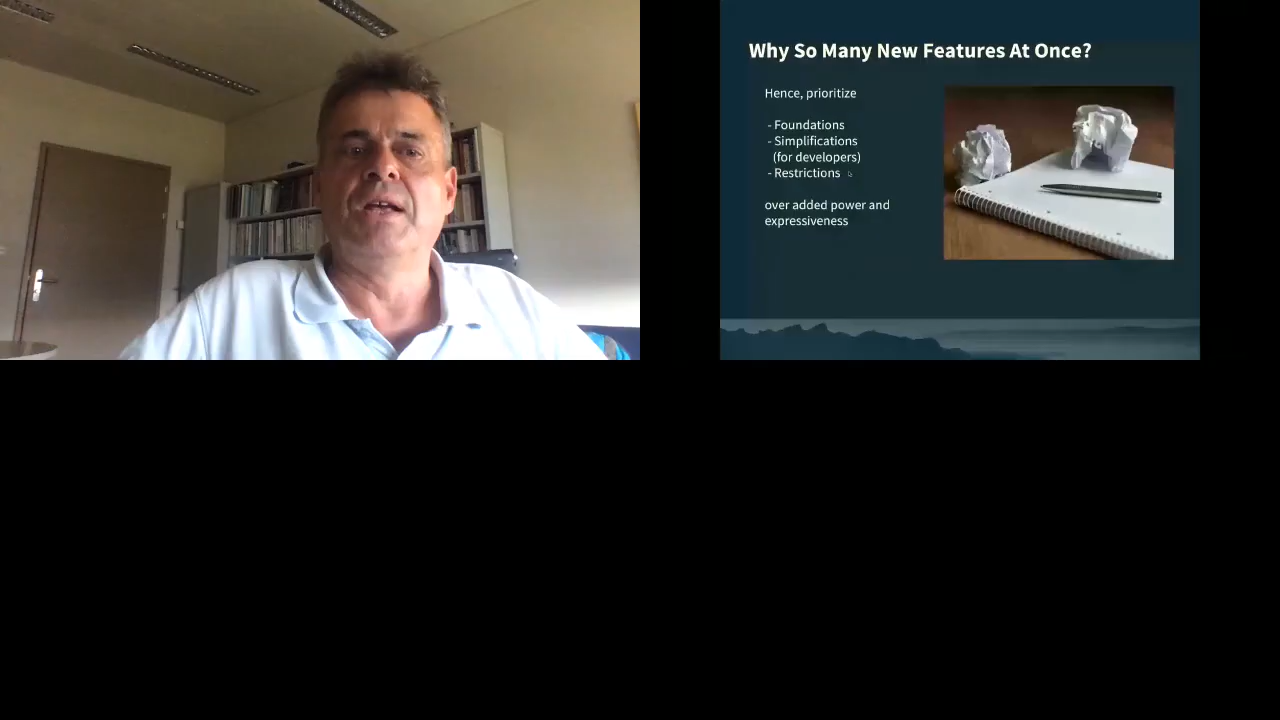 Why So Many New Features At Once?
Hence, prioritize
- Foundations
- Simplifications
(for developers)
- Restrictions
over added power and
expressiveness